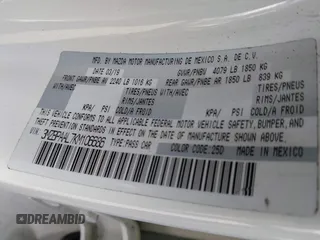 MFD. BY MAZDA MOTOR MANUFACTURING DE MEXICO S.A. DE C.V.
DATE: 03/19 GVWR/PNBV 4079 LB 1850 KG
FRONT GAWR/PNBE AV 2240 LB 1016 KG REAR GAWR/PNBE AR 1850 LB 839 KG
TIRES/PNEUS RIMS/JANTES TIRES/PNEUS RIMS/JANTES
KPA/ PSI/ COLD/A FROID KPA/ PSI/ COLD/A FROID
THIS VEHICLE CONFORMS TO ALL APPLICABLE FEDERAL MOTOR VEHICLE SAFETY, BUMPER, AND THEFT PREVENTION STANDARDS IN EFFECT ON THE DATE OF MANUFACTURE SHOWN ABOVE.
V.I.N.: TYPE: PASS CAR
COLOR CODE: 25D
MADE IN MEXICO
DREAMBID